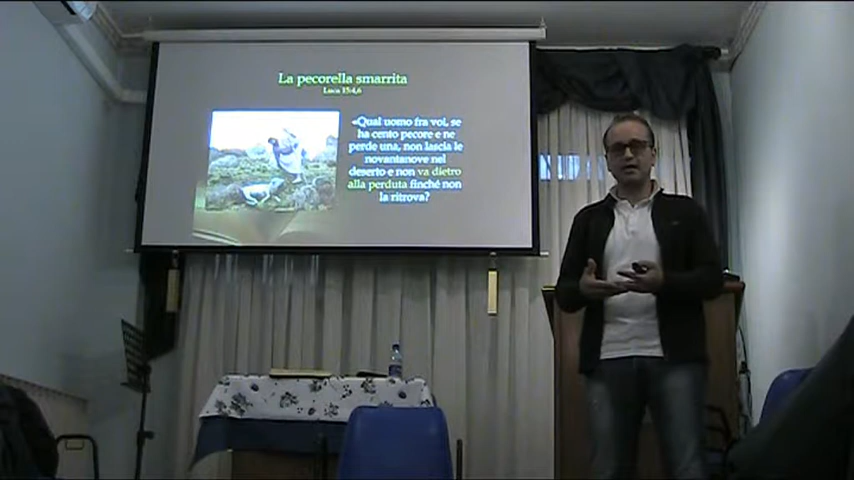 La pecorella smarrita
Luca 15:4,6
«Qual uomo fra voi, se
ha cento pecore e ne
perde una, non lascia le
novantanove nel
deserto e non va dietro
alla perduta finché non
la ritrova?